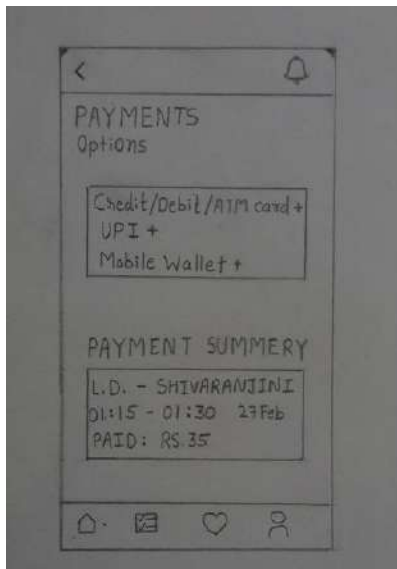 PAYMENTS
Options
Credit/Debit/ATM card +
UPI +
Mobile Wallet +
PAYMENT SUMMERY
L.D. - SHIVARANJINI
01:15 - 01:30 27 Feb
PAID: RS.35